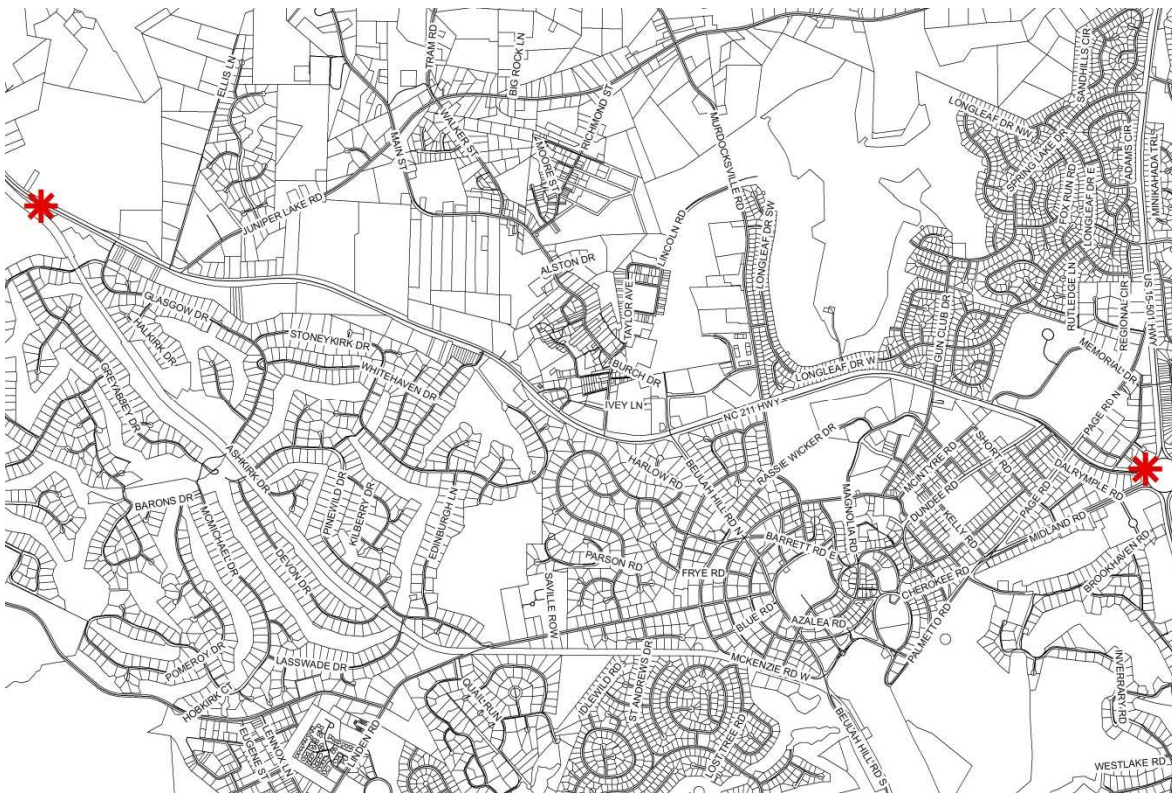 TRAM RD
BIG ROCK LN
SANDHILLS CIR
ELLIS LN
LONGLEAF DR NW
RICHMOND ST
WALKER ST
MAIN ST
MURDOCKSVILLE RD
SPRING LAKE DR
ADAMS CIR
MINIKAHADA TRLS
MOORE ST
FOX RUN RD
LONGLEAF DR E
JUNIPER LAKE RD
LINCOLN RD
LONGLEAF DR SW
ALSTON DR
TAYLOR AVE
RUTLEDGE LN
REGIONAL CIR
US 15-501 HWY
GLASGOW DR
HALKIRK DR
STONEYKIRK DR
GUN CLUB DR
MEMORIAL DR
WHITEHAVEN DR
BURCH DR
LONGLEAF DR W
GREYABBEY DR
IVEY LN
NC 211 HWY
PAGE RD N
RASSIE WICKER DR
SHORT RD
MCINTYRE RD
HARLOW RD
BEULAH HILL RD N
ASHKIRK DR
DALRYMPLE RD
DUNDEE RD
PAGE RD
MAGNOLIA RD
KELLY RD
BARONS DR
PINEWILD DR
KILBERRY DR
EDINBURGH LN
MIDLAND RD
MCMICHAEL DR
BARRETT RD E
BROOKHAVEN RD
PARSON RD
FRYE RD
CHEROKEE RD
DEVON DR
SAVILLE ROW
BLUE RD
AZALEA RD
PALMETTO RD
POMEROY DR
LASSWADE DR
MCKENZIE RD W
ST ANDREWS DR
IDLEWILD RD
QUAIL RUN
INVERRARY RD
HOBKIRK CT
LENNOX LN
EUGENE ST
LINDEN RD
LOST TREE RD
BEULAH HILL RD S
WESTLAKE RD